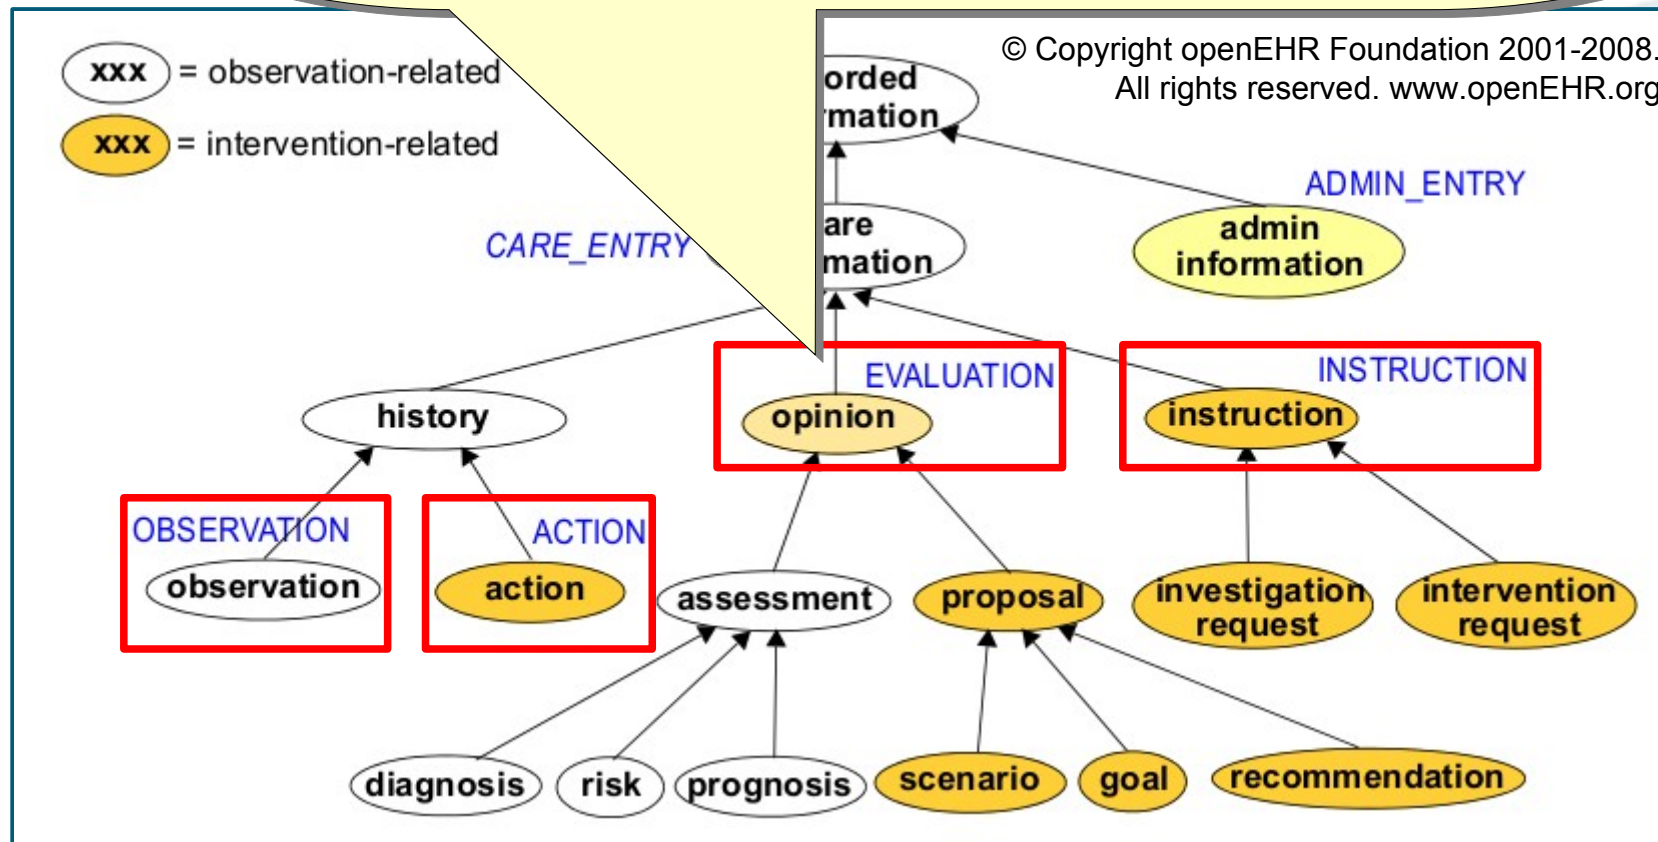 © Copyright openEHR Foundation 2001-2008.
All rights reserved. www.openEHR.org
xxx = observation-related
xxx = intervention-related
orded
mation
ADMIN_ENTRY
admin
information
CARE_ENTRY
are
mation
EVALUATION
opinion
INSTRUCTION
instruction
history
OBSERVATION
observation
ACTION
action
assessment
proposal
investigation
request
intervention
request
diagnosis
risk
prognosis
scenario
goal
recommendation